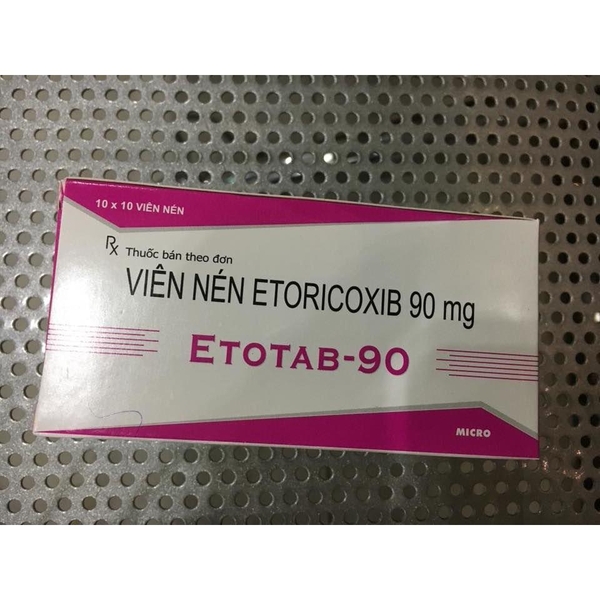 10 x 10 VIÊN NÉN
Rx Thuốc bán theo đơn
VIÊN NÉN ETORICOXIB 90 mg
ETOTAB-90
MICRO